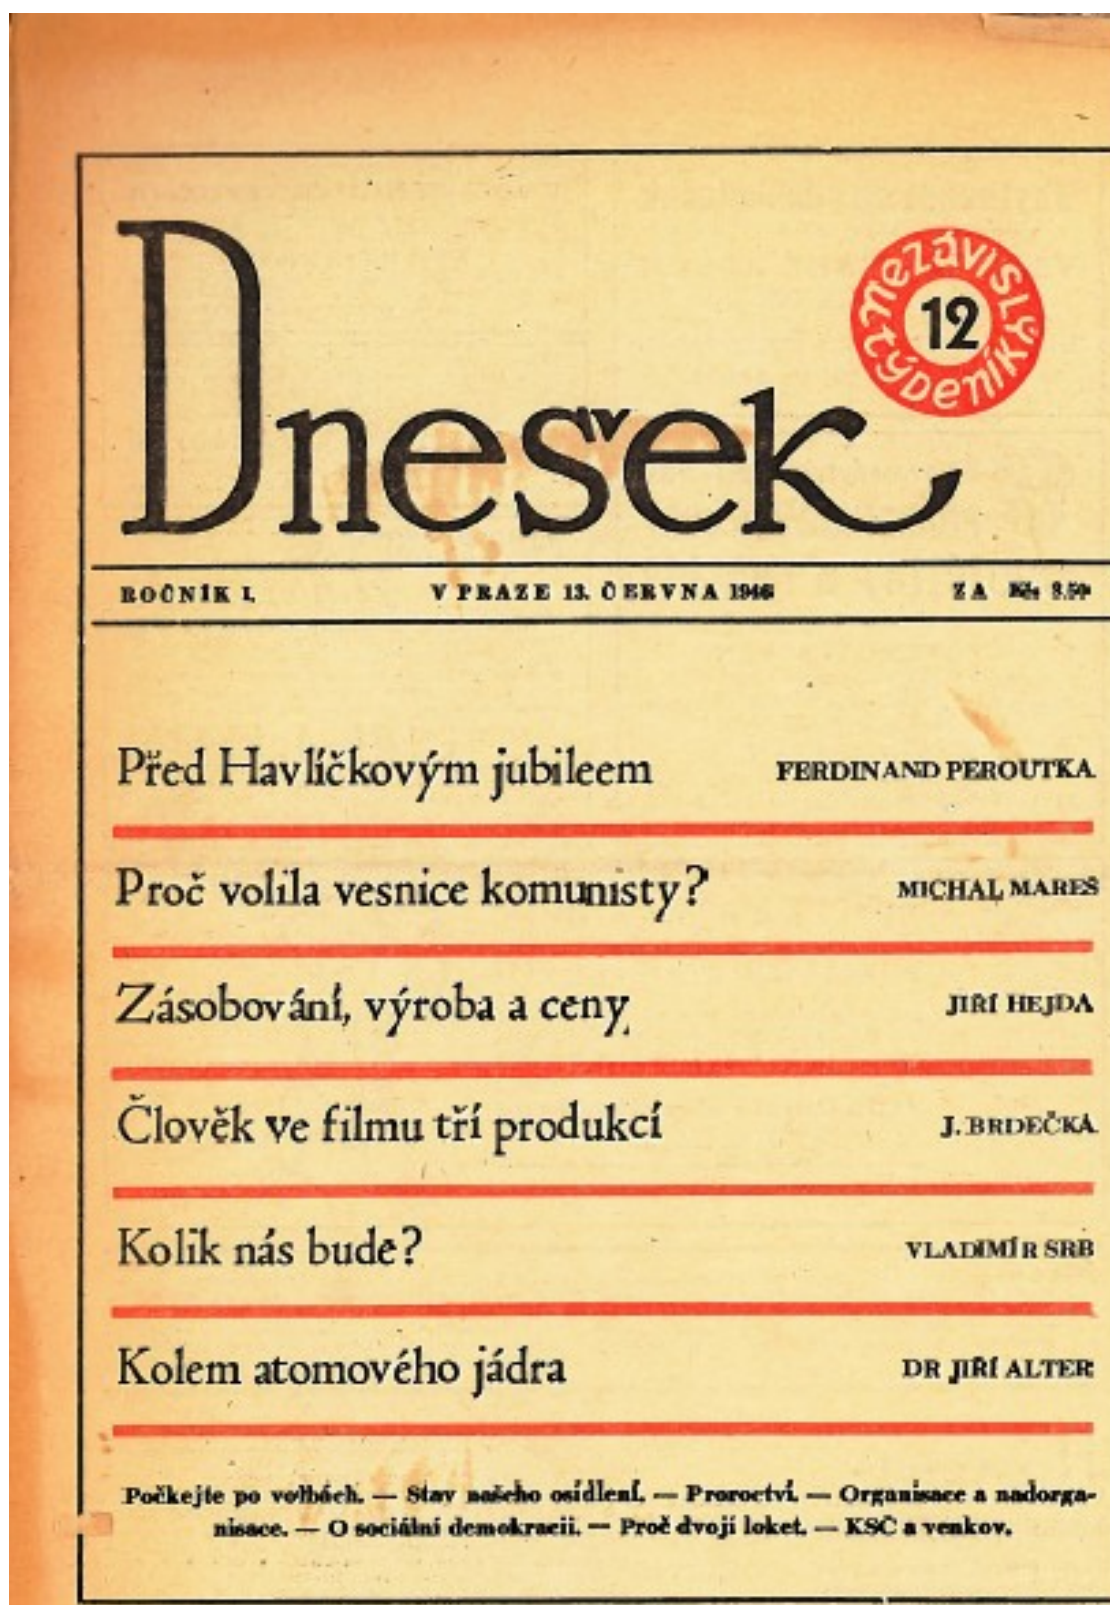 Dnešek
nezávislý týdeník
12
ROČNÍK I.
V PRAZE 13. ČERVNA 1946
ZA Kčs 8.50
Před Havlíčkovým jubileem
FERDINAND PEROUTKA
Proč volila vesnice komunisty?
MICHAL MAREŠ
Zásobování, výroba a ceny
JIŘÍ HEJDA
Člověk ve filmu tří produkcí
J. BRDEČKA
Kolik nás bude?
VLADIMÍR SRB
Kolem atomového jádra
DR JIŘÍ ALTER
Počkejte po volbách. — Stav našeho osídlení. — Proroctví. — Organisace a nadorga-
nisace. — O sociální demokracii. — Proč dvojí loket. — KSČ a venkov.